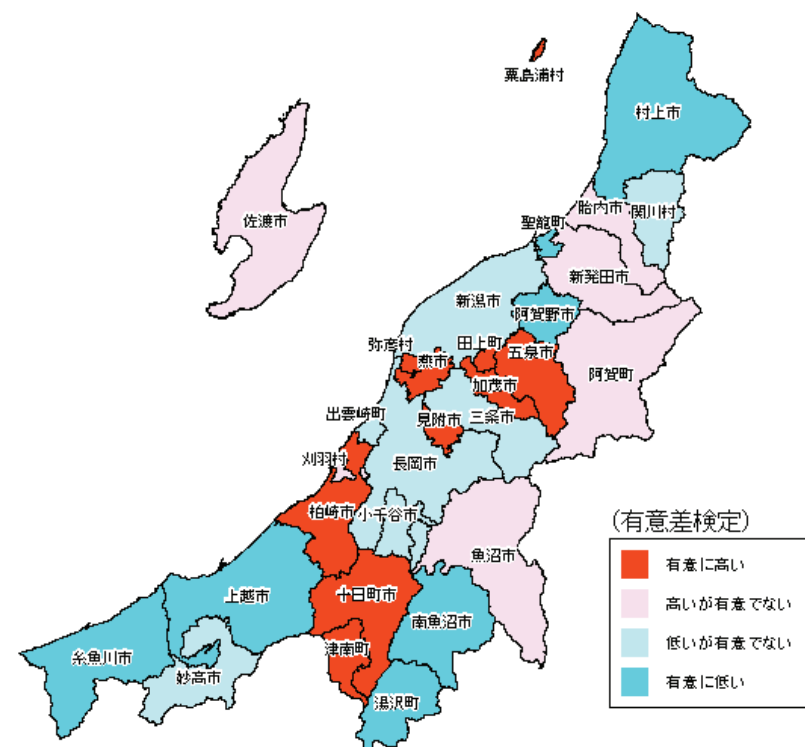 粟島浦村
村上市
佐渡市
胎内市
関川村
聖籠町
新発田市
新潟市
阿賀野市
弥彦村
田上町
燕市
五泉市
阿賀町
加茂市
出雲崎町
見附市
三条市
刈羽村
長岡市
柏崎市
小千谷市
魚沼市
上越市
十日町市
南魚沼市
糸魚川市
津南町
妙高市
湯沢町
(有意差検定)
有意に高い
高いが有意でない
低いが有意でない
有意に低い